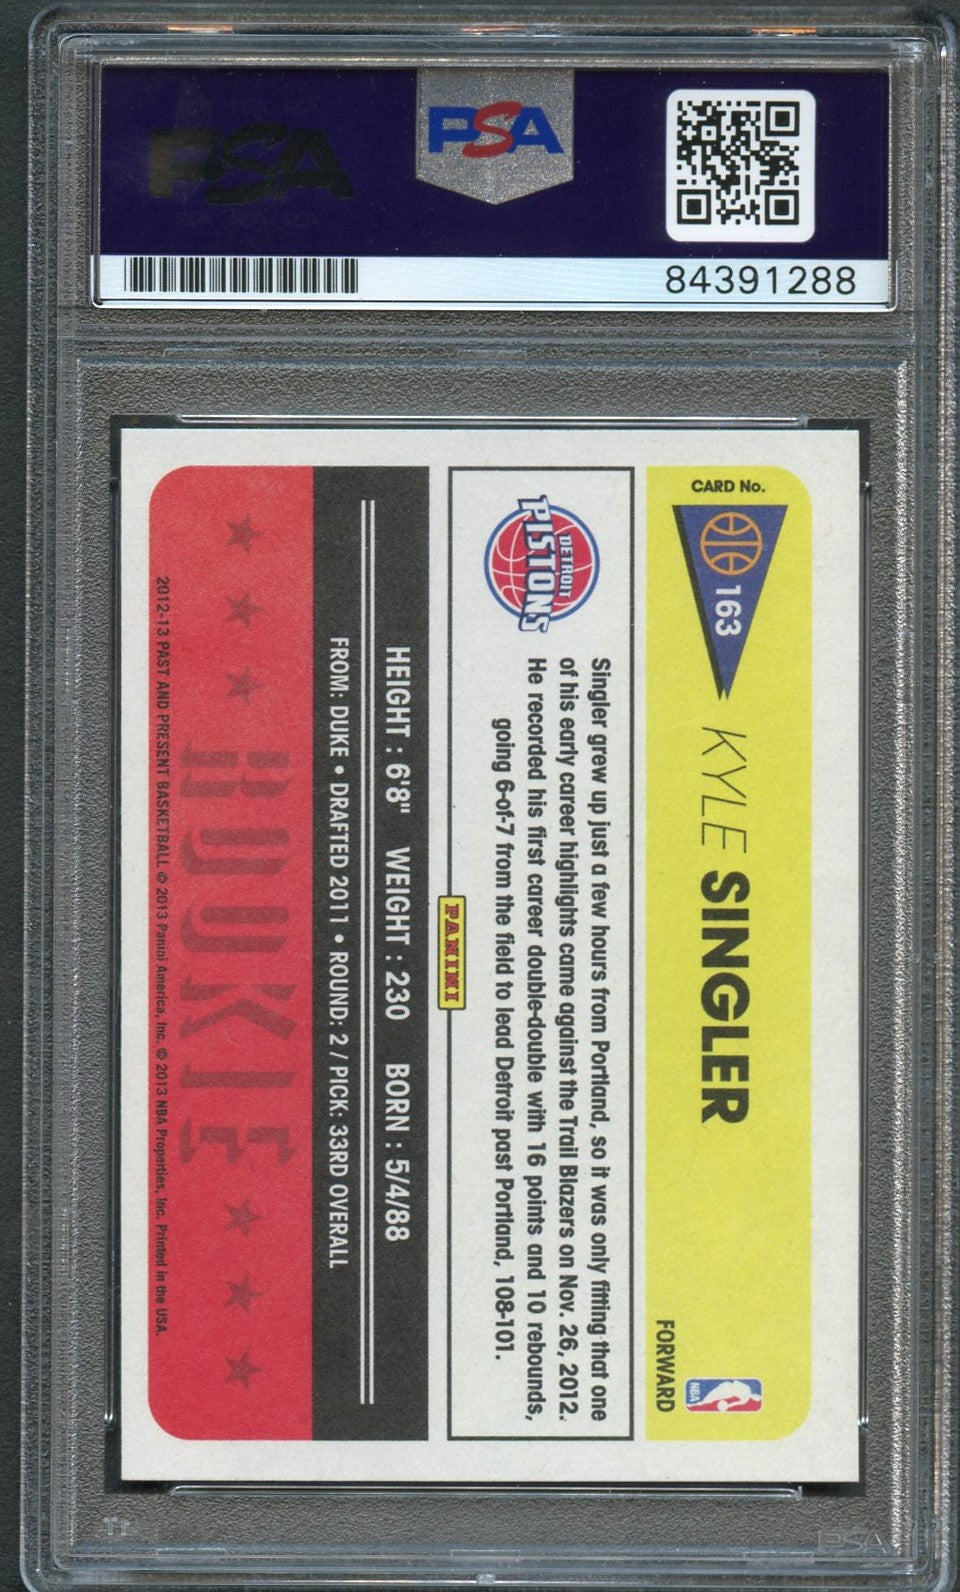 PSA
PSA
84391288
CARD No.
163
KYLE SINGLER
FORWARD
NBA
DETROIT
PISTONS
Singler grew up just a few hours from Portland, so it was only fitting that one
of his early career highlights came against the Trail Blazers on Nov. 26, 2012.
He recorded his first career double-double with 16 points and 10 rebounds,
going 6-of-7 from the field to lead Detroit past Portland, 108-101.
PANINI
HEIGHT : 6'8" WEIGHT : 230 BORN : 5/4/88
FROM: DUKE • DRAFTED 2011 • ROUND: 2 / PICK: 33RD OVERALL
ROOKIE
2012-13 PAST AND PRESENT BASKETBALL © 2013 Panini America, Inc. © 2013 NBA Properties, Inc. Printed in the USA.
PSA